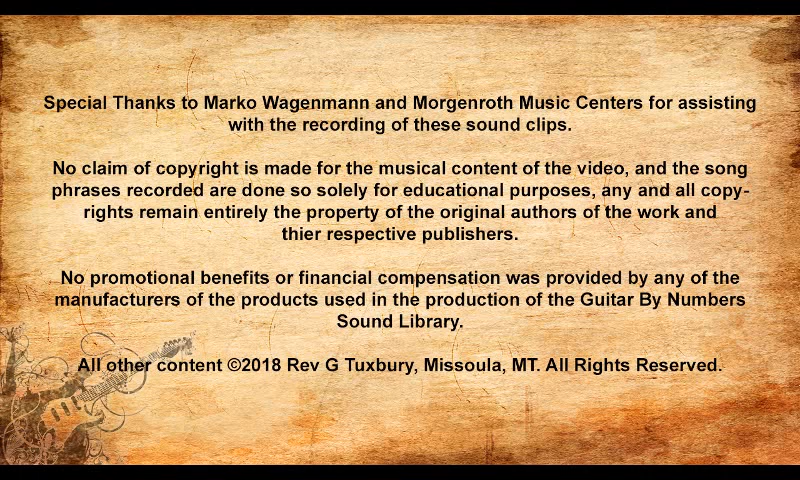 Special Thanks to Marko Wagenmann and Morgenroth Music Centers for assisting
with the recording of these sound clips.
No claim of copyright is made for the musical content of the video, and the song
phrases recorded are done so solely for educational purposes, any and all copy-
rights remain entirely the property of the original authors of the work and
thier respective publishers.
No promotional benefits or financial compensation was provided by any of the
manufacturers of the products used in the production of the Guitar By Numbers
Sound Library.
All other content ©2018 Rev G Tuxbury, Missoula, MT. All Rights Reserved.